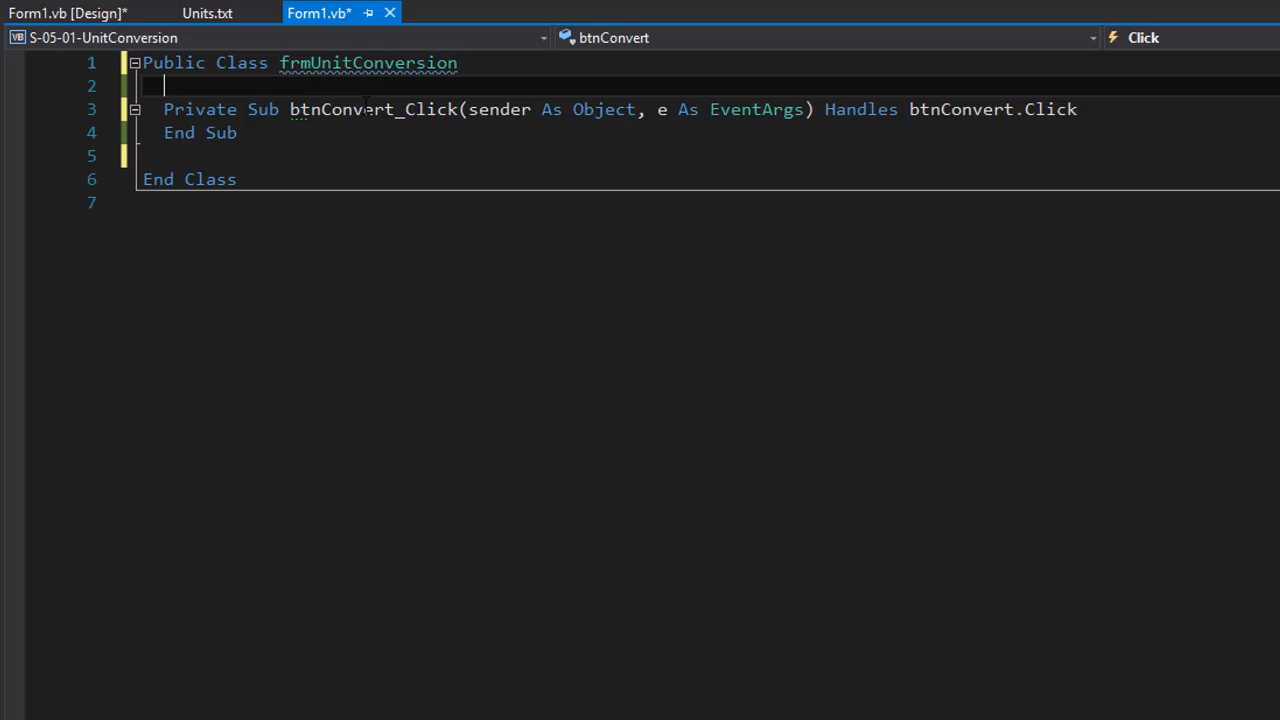 Form1.vb [Design]* Units.txt Form1.vb*
VB S-05-01-UnitConversion btnConvert Click
1 Public Class frmUnitConversion
2
3 Private Sub btnConvert_Click(sender As Object, e As EventArgs) Handles btnConvert.Click
4 End Sub
5
6 End Class
7